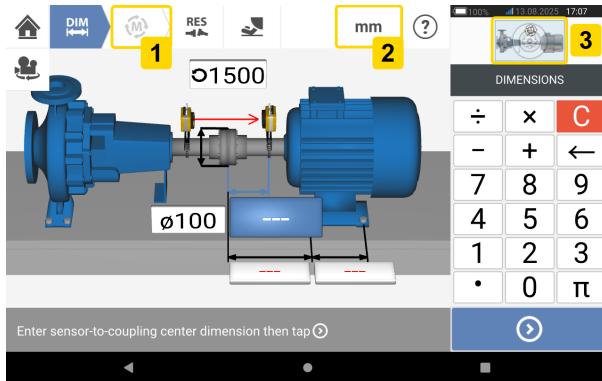 100% 13.08.2025 17:07
DIM
M
RES
mm
?
1
2
3
DIMENSIONS
1500
ø100
---
---
---
÷ × C
− + ←
7 8 9
4 5 6
1 2 3
· 0 π
Enter sensor-to-coupling center dimension then tap